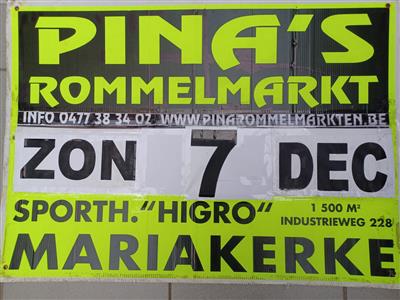 PINA'S
ROMMELMARKT
INFO 0477 38 34 02 WWW.PINAROMMELMARKTEN.BE
ZON 7 DEC
SPORTH. "HIGRO" 1 500 M²
INDUSTRIEWEG 228
MARIAKERKE